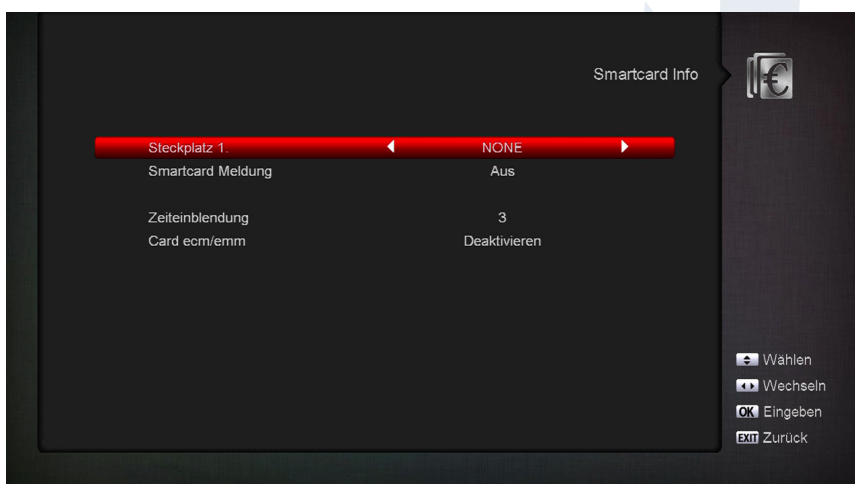 Smartcard Info
€
Steckplatz 1. NONE
Smartcard Meldung Aus
Zeiteinblendung 3
Card ecm/emm Deaktivieren
Wählen
Wechseln
OK Eingeben
EXIT Zurück